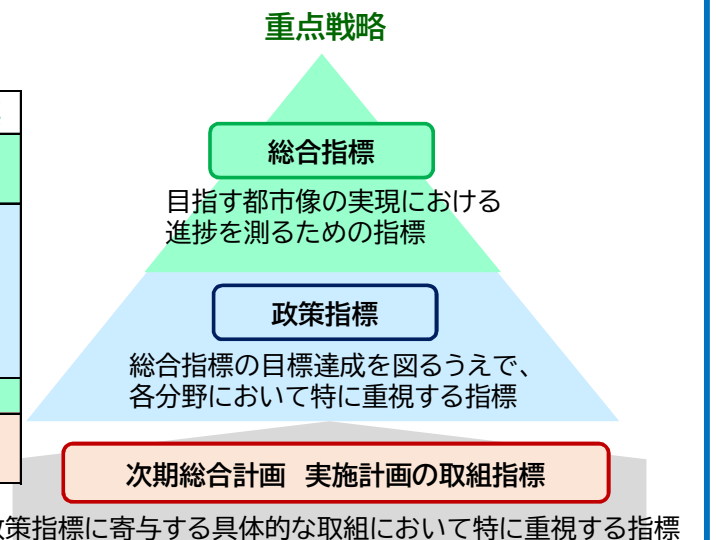 重点戦略
総合指標
目指す都市像の実現における
進捗を測るための指標
政策指標
総合指標の目標達成を図るうえで、
各分野において特に重視する指標
次期総合計画 実施計画の取組指標
策指標に寄与する具体的な取組において特に重視する指標